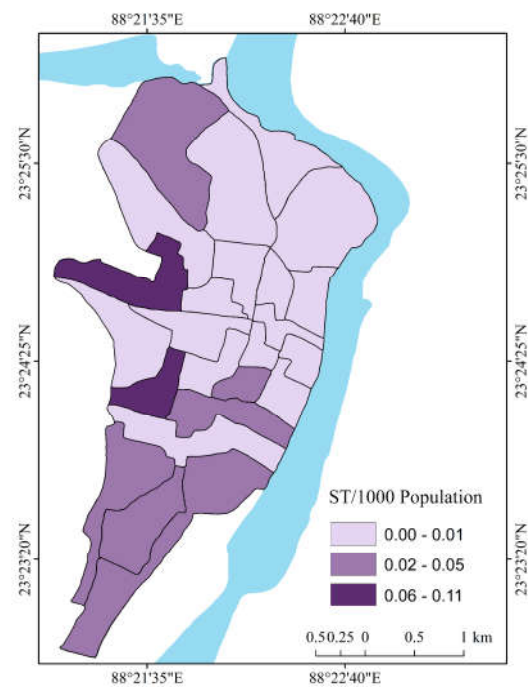 88°21'35"E 88°22'40"E
23°25'30"N 23°25'30"N
23°24'25"N 23°24'25"N
23°23'20"N 23°23'20"N
ST/1000 Population
0.00 - 0.01
0.02 - 0.05
0.06 - 0.11
0.50.25 0 0.5 1 km
88°21'35"E 88°22'40"E